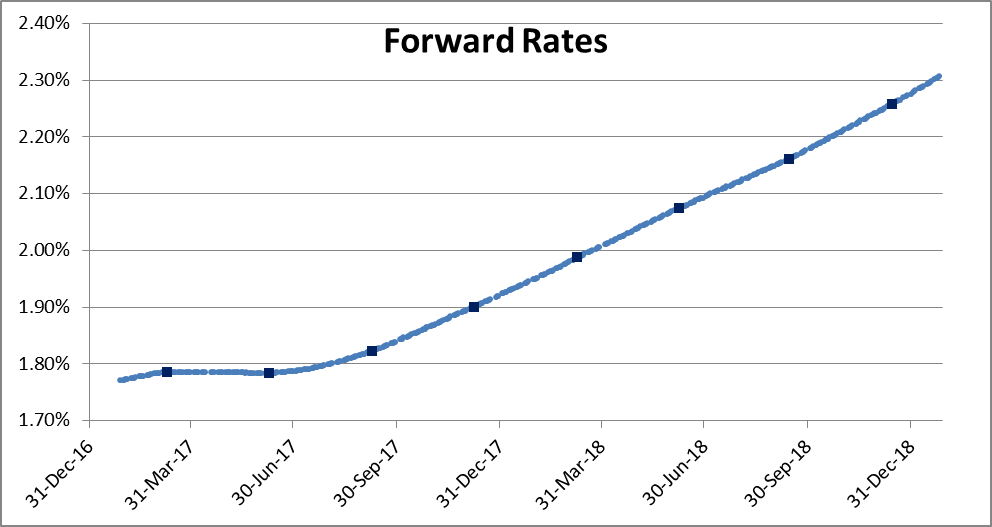 Forward Rates
2.40%
2.30%
2.20%
2.10%
2.00%
1.90%
1.80%
1.70%
31-Dec-16
31-Mar-17
30-Jun-17
30-Sep-17
31-Dec-17
31-Mar-18
30-Jun-18
30-Sep-18
31-Dec-18